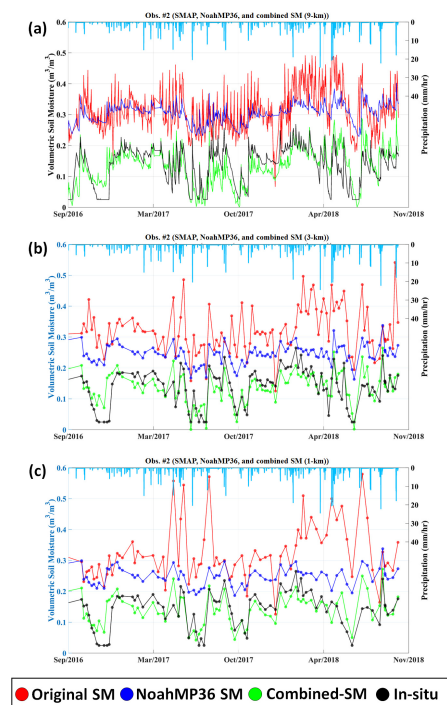 Obs. #2 (SMAP, NoahMP36, and combined SM (9-km))
(a)
0.6
0.5
0.4
0.3
0.2
0.1
0
Volumetric Soil Moisture (m³/m³)
0
10
20
30
40
Precipitation (mm/hr)
Sep/2016 Mar/2017 Oct/2017 Apr/2018 Nov/2018
Obs. #2 (SMAP, NoahMP36, and combined SM (3-km))
(b)
0.6
0.5
0.4
0.3
0.2
0.1
0
Volumetric Soil Moisture (m³/m³)
0
10
20
30
40
Precipitation (mm/hr)
Sep/2016 Mar/2017 Oct/2017 Apr/2018 Nov/2018
Obs. #2 (SMAP, NoahMP36, and combined SM (1-km))
(c)
0.6
0.5
0.4
0.3
0.2
0.1
0
Volumetric Soil Moisture (m³/m³)
0
10
20
30
40
Precipitation (mm/hr)
Sep/2016 Mar/2017 Oct/2017 Apr/2018 Nov/2018
Original SM NoahMP36 SM Combined-SM In-situ